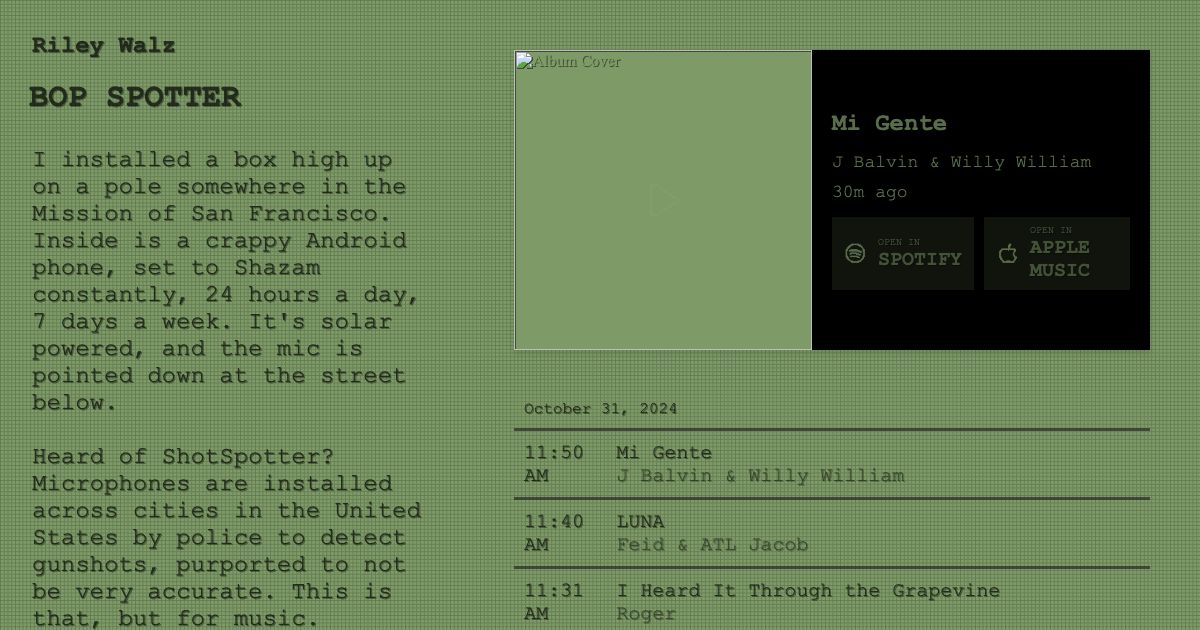 Riley Walz
BOP SPOTTER
I installed a box high up
on a pole somewhere in the
Mission of San Francisco.
Inside is a crappy Android
phone, set to Shazam
constantly, 24 hours a day,
7 days a week. It's solar
powered, and the mic is
pointed down at the street
below.
Heard of ShotSpotter?
Microphones are installed
across cities in the United
States by police to detect
gunshots, purported to not
be very accurate. This is
that, but for music.
Album Cover
Mi Gente
J Balvin & Willy William
30m ago
OPEN IN
SPOTIFY
OPEN IN
APPLE
MUSIC
October 31, 2024
11:50 AM
Mi Gente
J Balvin & Willy William
11:40 AM
LUNA
Feid & ATL Jacob
11:31 AM
I Heard It Through the Grapevine
Roger